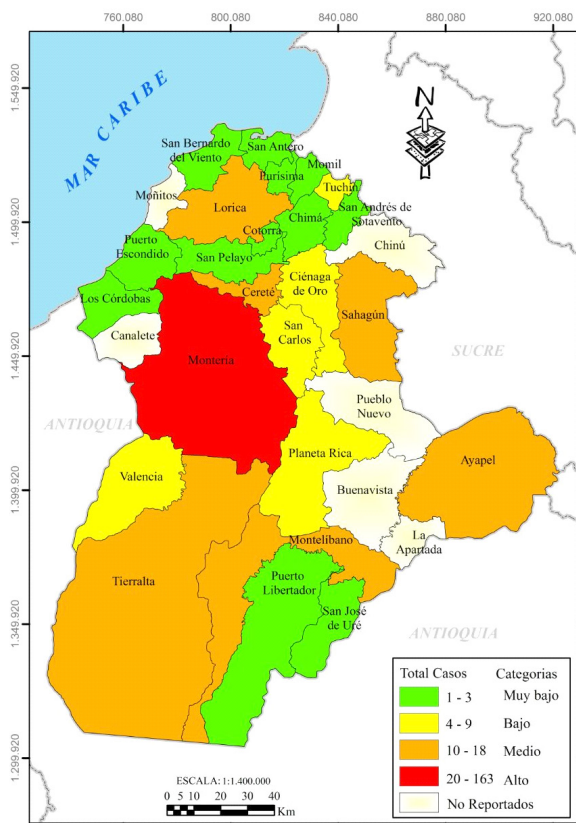 760.080 800.080 840.080 880.080 920.080
1.549.920
1.499.920
1.449.920
1.399.920
1.349.920
1.299.920
MAR CARIBE
N
San Bernardo
del Viento
San Antero
Momil
Purísima
Tuchín
Moñitos
Lorica
San Andrés de
Sotavento
Chimá
Cotorra
Chinú
Puerto
Escondido
San Pelayo
Ciénaga
de Oro
Los Córdobas
Cereté
Sahagún
San
Carlos
Canalete
SUCRE
Montería
Pueblo
Nuevo
ANTIOQUIA
Planeta Rica
Ayapel
Valencia
Buenavista
La
Apartada
Montelibano
Tierralta
Puerto
Libertador
San José
de Uré
ANTIOQUIA
Total Casos Categorias
1 - 3 Muy bajo
4 - 9 Bajo
10 - 18 Medio
20 - 163 Alto
No Reportados
ESCALA: 1:1.400.000
0 5 10 20 30 40
Km